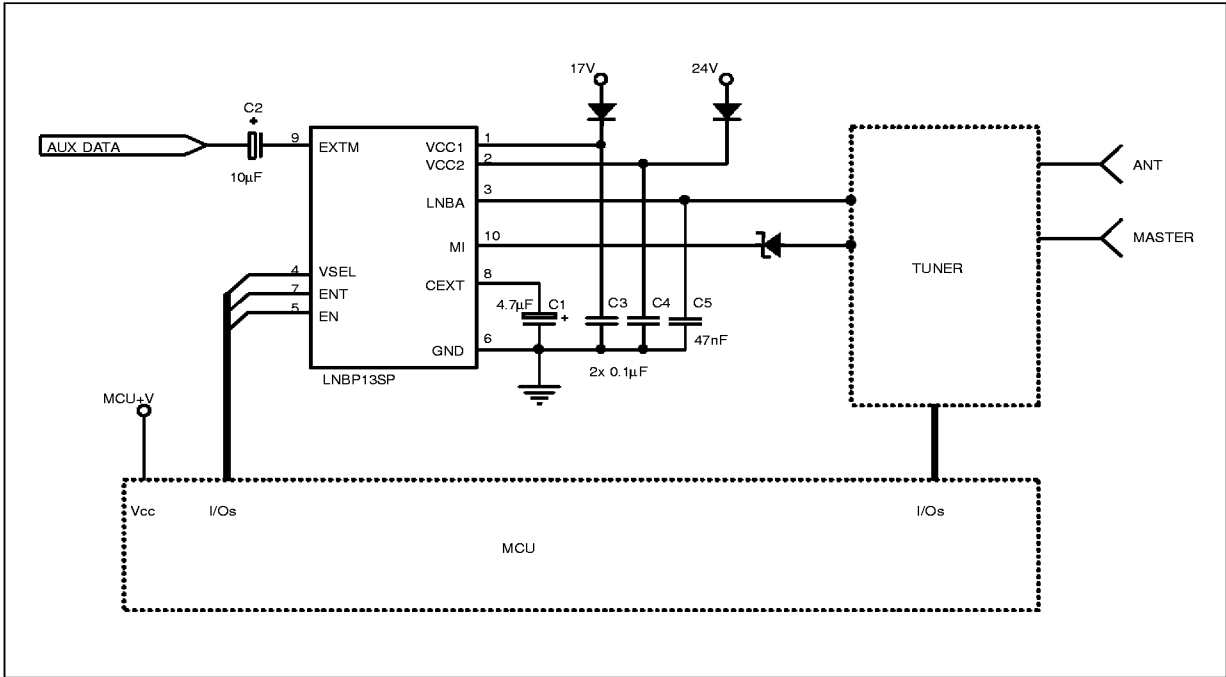 17V
24V
C2
+
AUX DATA
9
EXTM
10µF
VCC1
1
VCC2
2
LNBA
3
MI
10
ANT
MASTER
TUNER
4
VSEL
7
ENT
5
EN
CEXT
8
4.7µF
C1
+
C3
C4
C5
47nF
GND
6
2x 0.1µF
LNBP13SP
MCU+V
Vcc
I/Os
I/Os
MCU